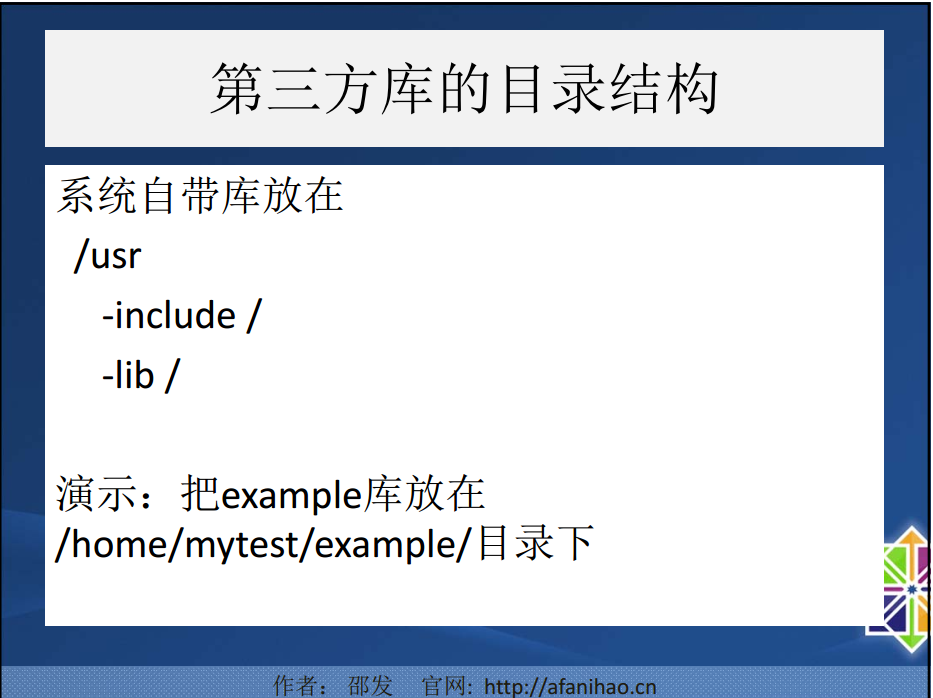 第三方库的目录结构
系统自带库放在
/usr
-include /
-lib /
演示：把example库放在
/home/mytest/example/目录下
作者： 邵发 官网: http://afanihao.cn